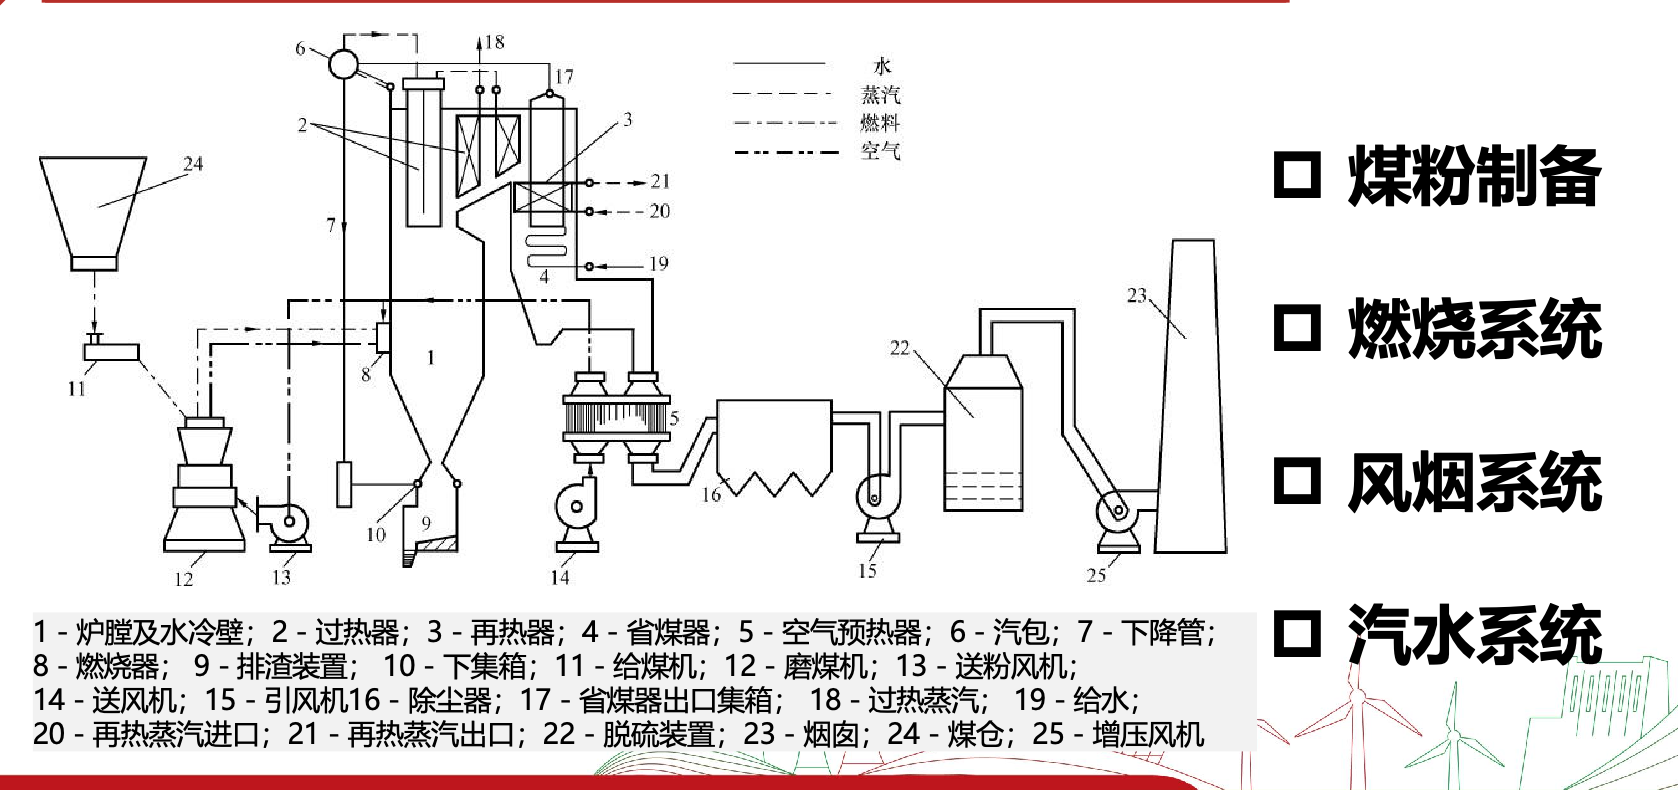 6
18
17
水
蒸汽
燃料
空气
2
3
24
21
20
7
19
4
23
1
22
8
11
5
16
9
10
12
13
14
15
25
1 - 炉膛及水冷壁；2 - 过热器；3 - 再热器；4 - 省煤器；5 - 空气预热器；6 - 汽包；7 - 下降管；
8 - 燃烧器； 9 - 排渣装置； 10 - 下集箱；11 - 给煤机；12 - 磨煤机；13 - 送粉风机；
14 - 送风机；15 - 引风机16 - 除尘器；17 - 省煤器出口集箱； 18 - 过热蒸汽； 19 - 给水；
20 - 再热蒸汽进口；21 - 再热蒸汽出口；22 - 脱硫装置；23 - 烟囱；24 - 煤仓；25 - 增压风机
煤粉制备
燃烧系统
风烟系统
汽水系统